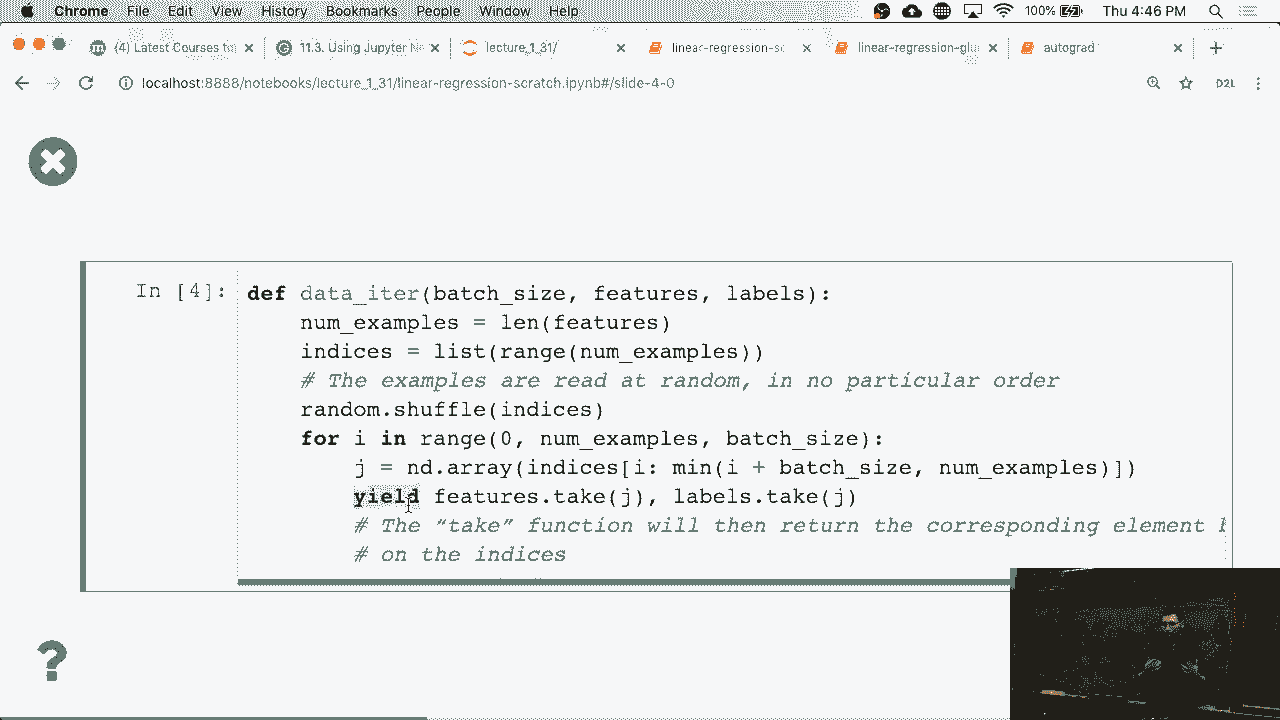 Chrome File Edit View History Bookmarks People Window Help 100% Thu 4:46 PM
(4) Latest Courses to 11.3. Using Jupyter N lecture_1_31/ linear-regression-sc linear-regression-glu autograd
localhost:8888/notebooks/lecture_1_31/linear-regression-scratch.ipynb#/slide-4-0 D2L
In [4]: def data_iter(batch_size, features, labels):
num_examples = len(features)
indices = list(range(num_examples))
# The examples are read at random, in no particular order
random.shuffle(indices)
for i in range(0, num_examples, batch_size):
j = nd.array(indices[i: min(i + batch_size, num_examples)])
yield features.take(j), labels.take(j)
# The “take” function will then return the corresponding element
# on the indices
?